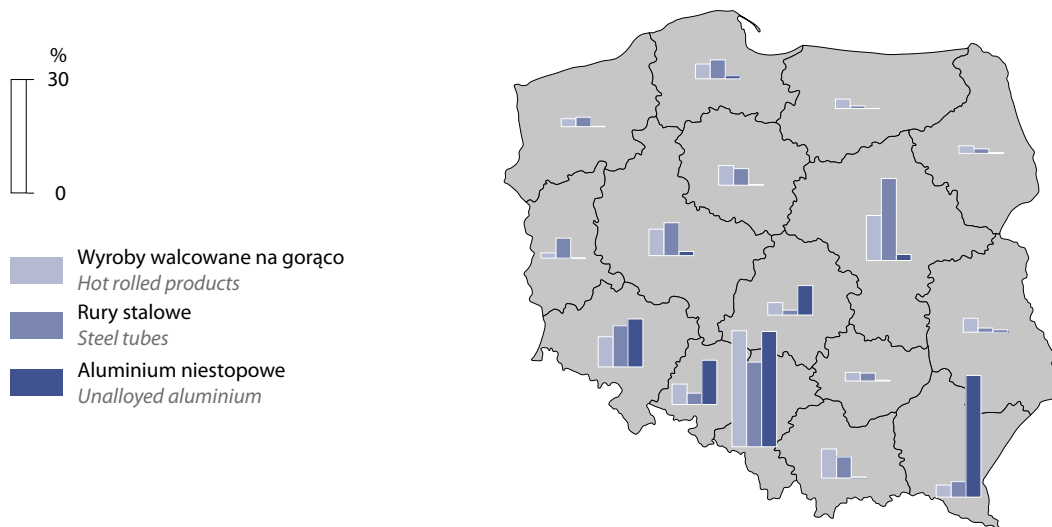 %
30
0
Wyroby walcowane na gorąco
Hot rolled products
Rury stalowe
Steel tubes
Aluminium niestopowe
Unalloyed aluminium